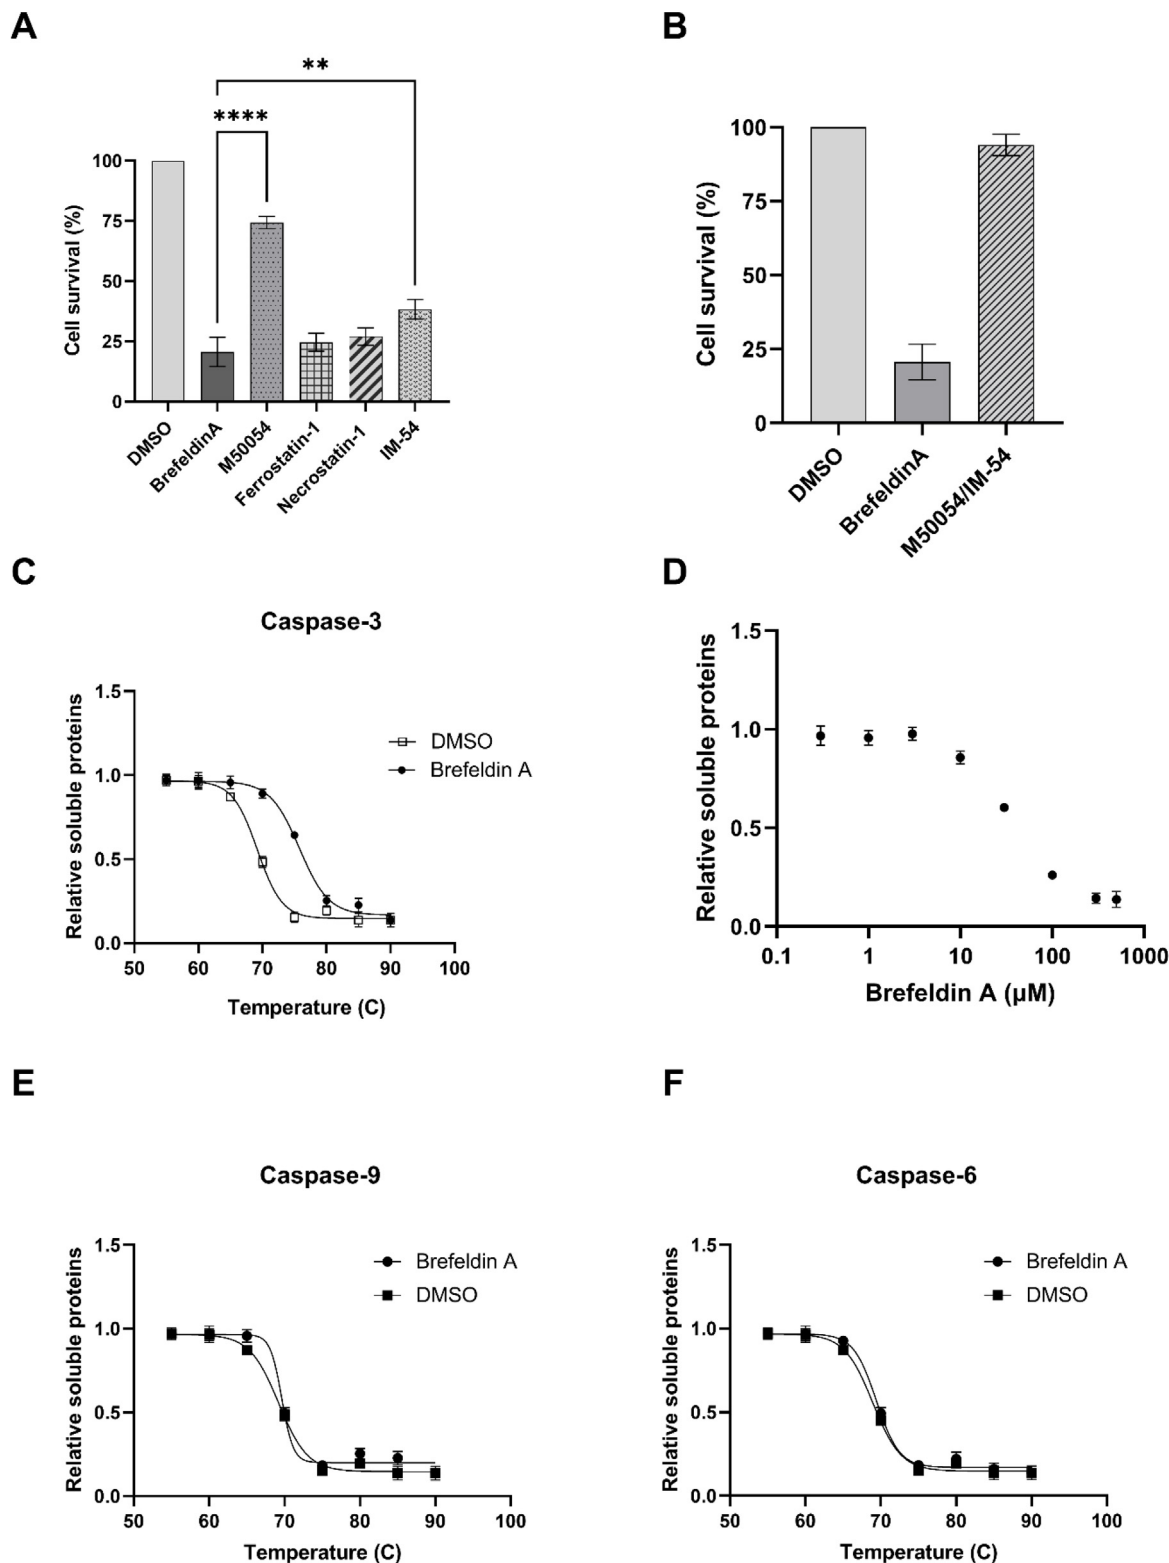 A
**
****
Cell survival (%)
100
75
50
25
0
DMSO
BrefeldinA
M50054
Ferrostatin-1
Necrostatin-1
IM-54
B
Cell survival (%)
100
75
50
25
0
DMSO
BrefeldinA
M50054/IM-54
C
Caspase-3
Relative soluble proteins
1.5
1.0
0.5
0.0
DMSO
Brefeldin A
50 60 70 80 90 100
Temperature (C)
D
Relative soluble proteins
1.5
1.0
0.5
0.0
0.1 1 10 100 1000
Brefeldin A (µM)
E
Caspase-9
Relative soluble proteins
1.5
1.0
0.5
0.0
Brefeldin A
DMSO
50 60 70 80 90 100
Temperature (C)
F
Caspase-6
Relative soluble proteins
1.5
1.0
0.5
0.0
Brefeldin A
DMSO
50 60 70 80 90 100
Temperature (C)